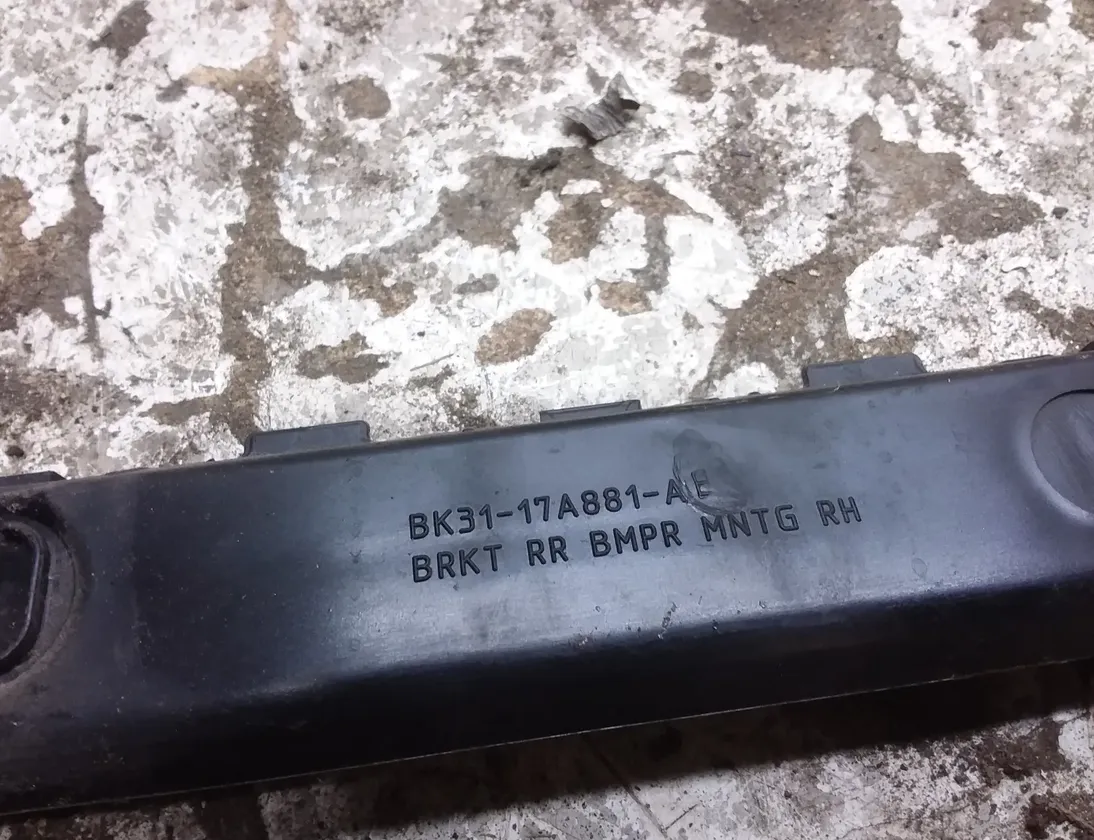 BK31-17A881-AE
BRKT RR BMPR MNTG RH